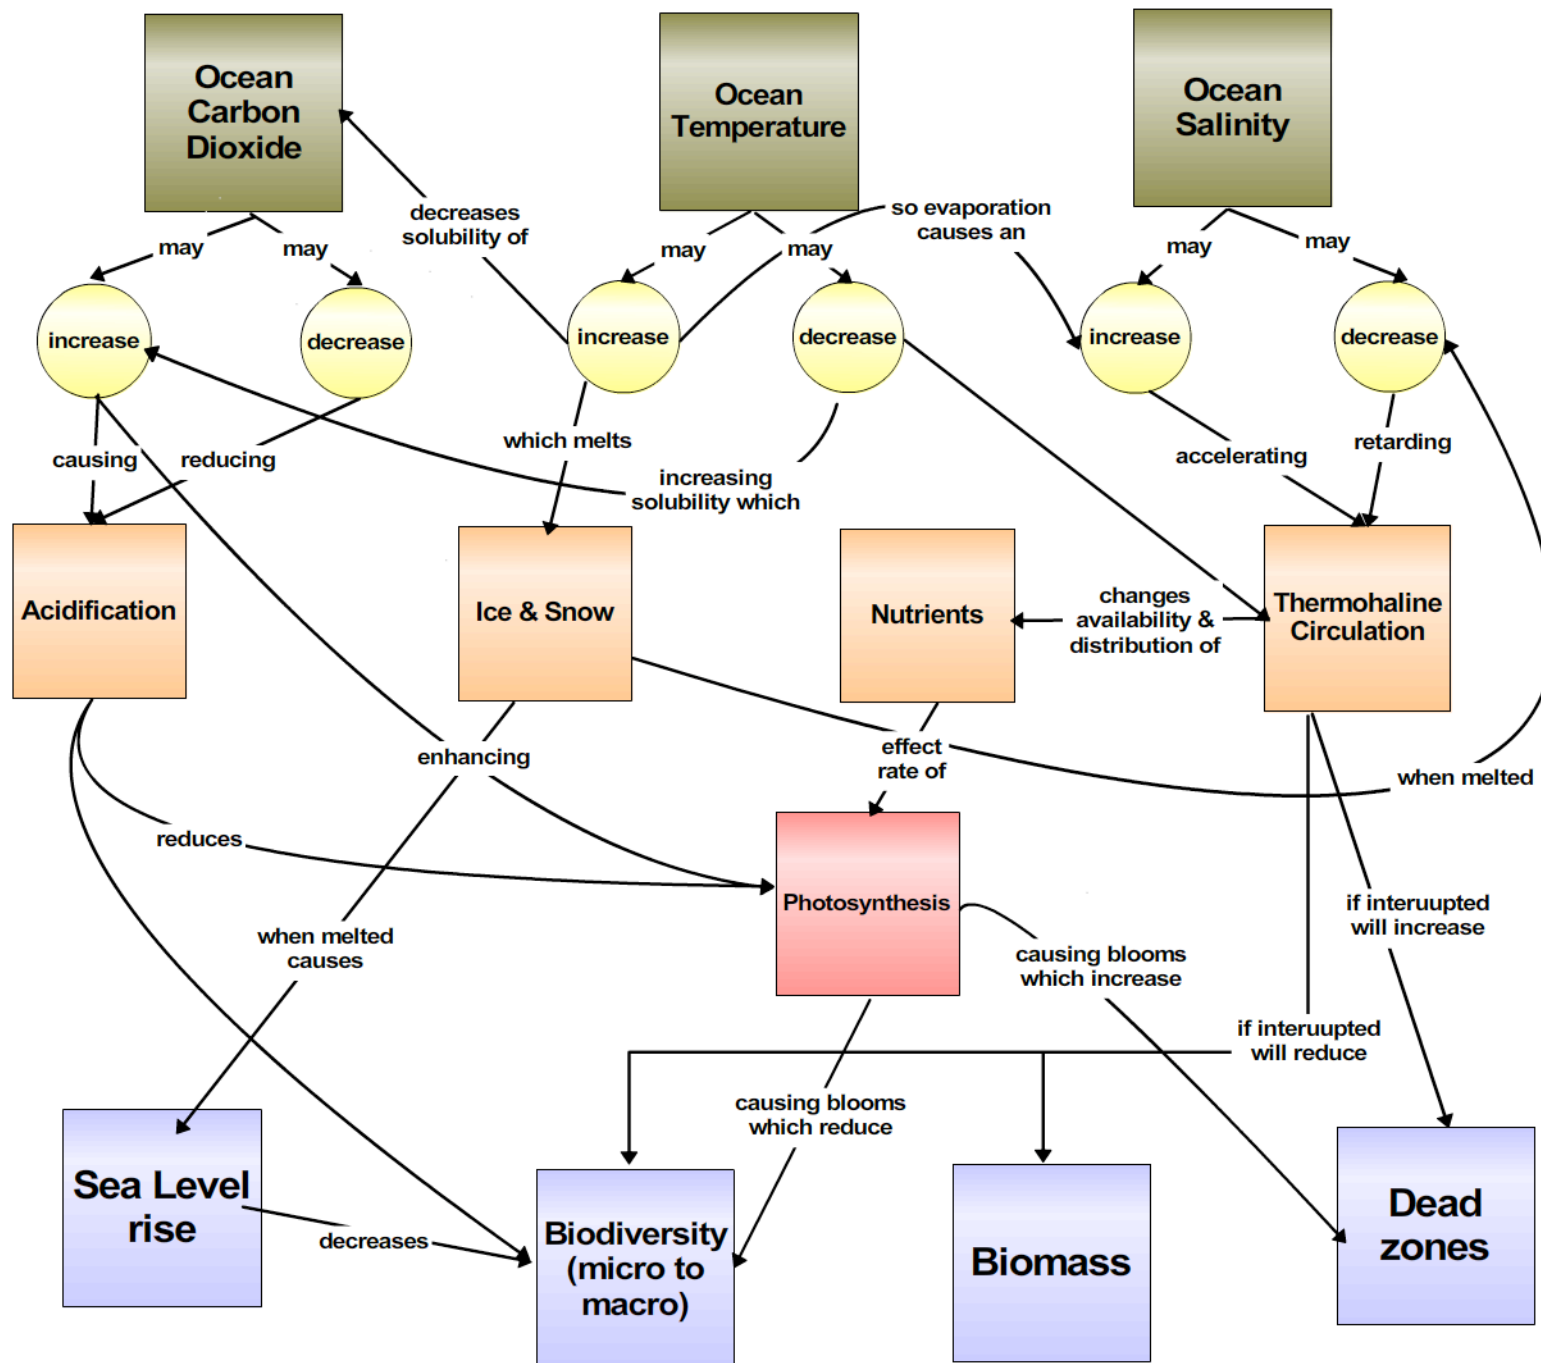 Ocean
Carbon
Dioxide
Ocean
Temperature
Ocean
Salinity
decreases
solubility of
so evaporation
causes an
may
may
may
may
may
may
increase
decrease
increase
decrease
increase
decrease
causing
reducing
which melts
increasing
solubility which
accelerating
retarding
Acidification
Ice & Snow
Nutrients
changes
availability &
distribution of
Thermohaline
Circulation
enhancing
effect
rate of
when melted
reduces
Photosynthesis
when melted
causes
causing blooms
which increase
if interuupted
will increase
if interuupted
will reduce
causing blooms
which reduce
Sea Level
rise
decreases
Biodiversity
(micro to
macro)
Biomass
Dead
zones